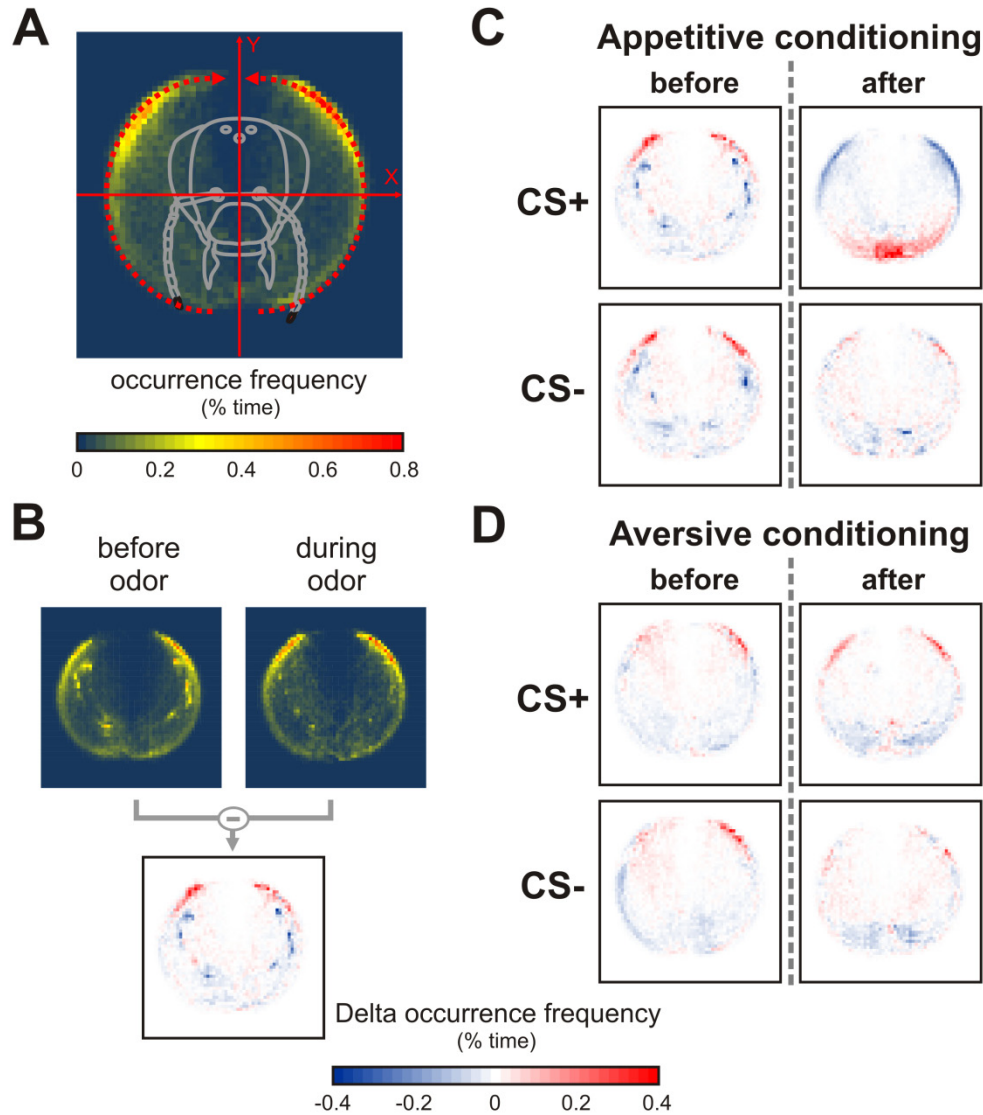 A
Y
X
occurrence frequency
(% time)
0 0.2 0.4 0.6 0.8
B
before odor
during odor
-
Delta occurrence frequency
(% time)
-0.4 -0.2 0 0.2 0.4
C
Appetitive conditioning
before after
CS+
CS-
D
Aversive conditioning
before after
CS+
CS-